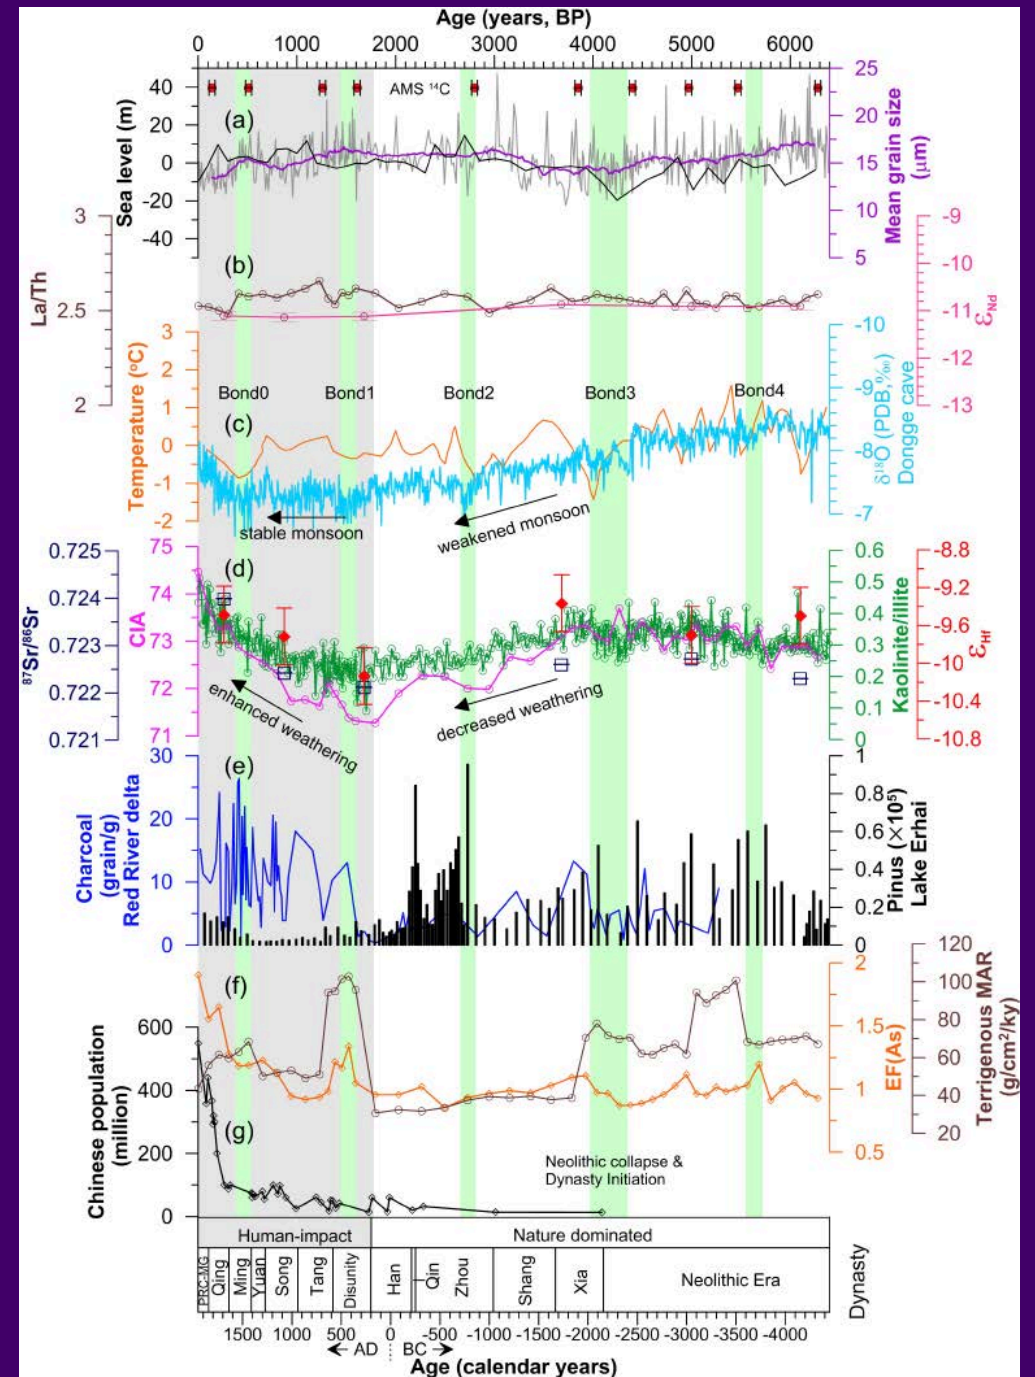 Age (years, BP)
0 1000 2000 3000 4000 5000 6000
AMS ¹⁴C
(a)
Sea level (m)
40
20
0
-20
-40
25
20
15
10
5
Mean grain size
(μm)
(b)
La/Th
3
2.5
2
-9
-10
-11
-12
-13
εNd
Bond0 Bond1 Bond2 Bond3 Bond4
(c)
Temperature (ºC)
3
2
1
0
-1
-2
-10
-9
-8
-7
δ¹⁸O (PDB,‰)
Dongge cave
stable monsoon
weakened monsoon
(d)
⁸⁷Sr/⁸⁶Sr
0.725
0.724
0.723
0.722
0.721
CIA
75
74
73
72
71
0.6
0.5
0.4
0.3
0.2
0.1
0
Kaolinite/illite
-8.8
-9.2
-9.6
-10
-10.4
-10.8
εHf
enhanced weathering
decreased weathering
(e)
Charcoal
(grain/g)
Red River delta
30
20
10
0
1
0.8
0.6
0.4
0.2
0
Pinus (×10⁵)
Lake Erhai
(f)
2
1.5
1
0.5
EF(As)
120
100
80
60
40
20
Terrigenous MAR
(g/cm²/ky)
(g)
Chinese population
(million)
600
400
200
0
Neolithic collapse &
Dynasty Initiation
Human-impact Nature dominated
PRC-MG Qing Ming Yuan Song Tang Disunity Han Qin Zhou Shang Xia Neolithic Era
Dynasty
1500 1000 500 0 -500 -1000 -1500 -2000 -2500 -3000 -3500 -4000
AD BC
Age (calendar years)